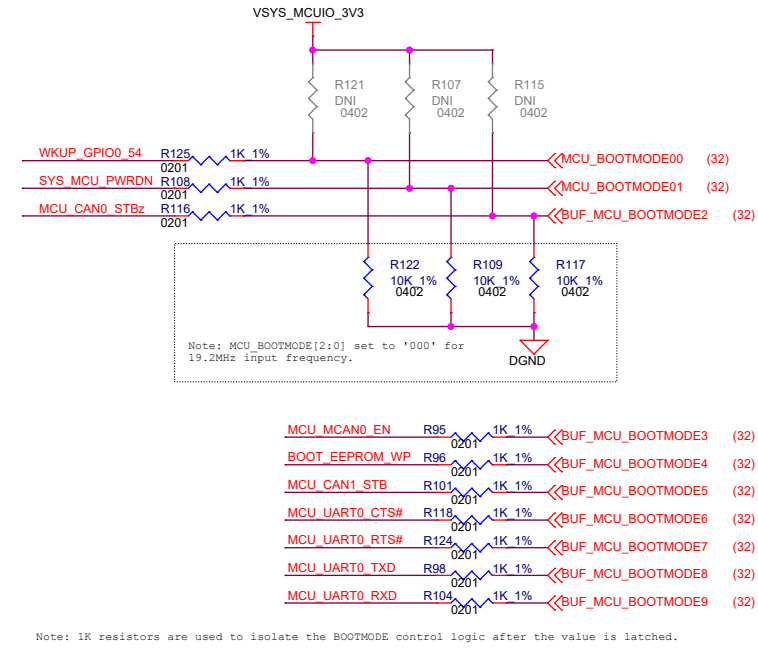 VSYS_MCUIO_3V3
R121 R107 R115
DNI DNI DNI
0402 0402 0402
WKUP_GPIO0_54 R125 1K_1% MCU_BOOTMODE00 (32)
0201
SYS_MCU_PWRDN R108 1K_1% MCU_BOOTMODE01 (32)
0201
MCU_CAN0_STBz R116 1K_1% BUF_MCU_BOOTMODE2 (32)
0201
R122 R109 R117
10K_1% 10K_1% 10K_1%
0402 0402 0402
Note: MCU_BOOTMODE[2:0] set to '000' for
19.2MHz input frequency.
DGND
MCU_MCAN0_EN R95 1K_1% BUF_MCU_BOOTMODE3 (32)
0201
BOOT_EEPROM_WP R96 1K_1% BUF_MCU_BOOTMODE4 (32)
0201
MCU_CAN1_STB R101 1K_1% BUF_MCU_BOOTMODE5 (32)
0201
MCU_UART0_CTS# R118 1K_1% BUF_MCU_BOOTMODE6 (32)
0201
MCU_UART0_RTS# R124 1K_1% BUF_MCU_BOOTMODE7 (32)
0201
MCU_UART0_TXD R98 1K_1% BUF_MCU_BOOTMODE8 (32)
0201
MCU_UART0_RXD R104 1K_1% BUF_MCU_BOOTMODE9 (32)
0201
Note: 1K resistors are used to isolate the BOOTMODE control logic after the value is latched.